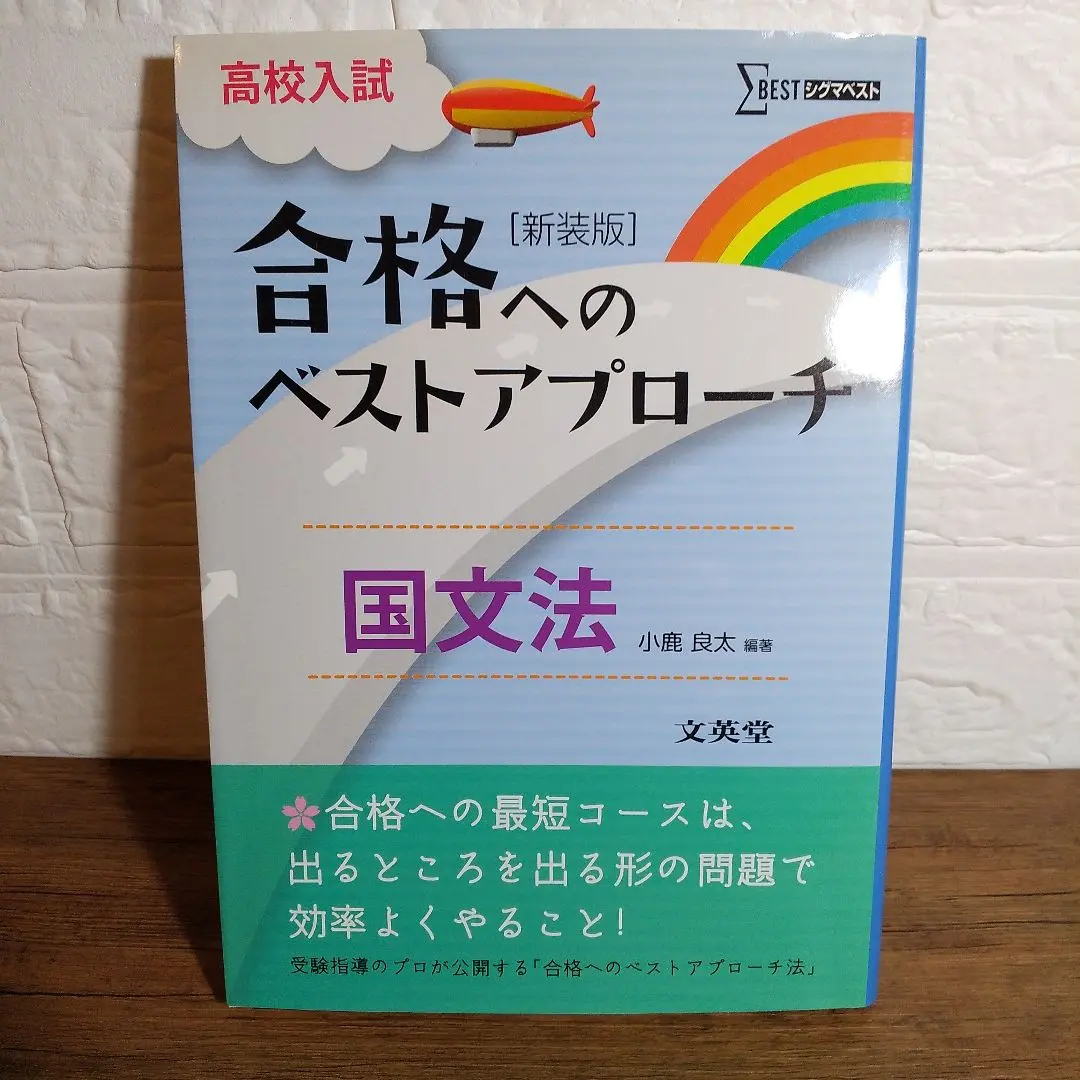 高校入試
ΣBEST シグマベスト
[新装版]
合格への
ベストアプローチ
国文法
小鹿 良太 編著
文英堂
合格への最短コースは、
出るところを出る形の問題で
効率よくやること!
受験指導のプロが公開する「合格へのベストアプローチ法」